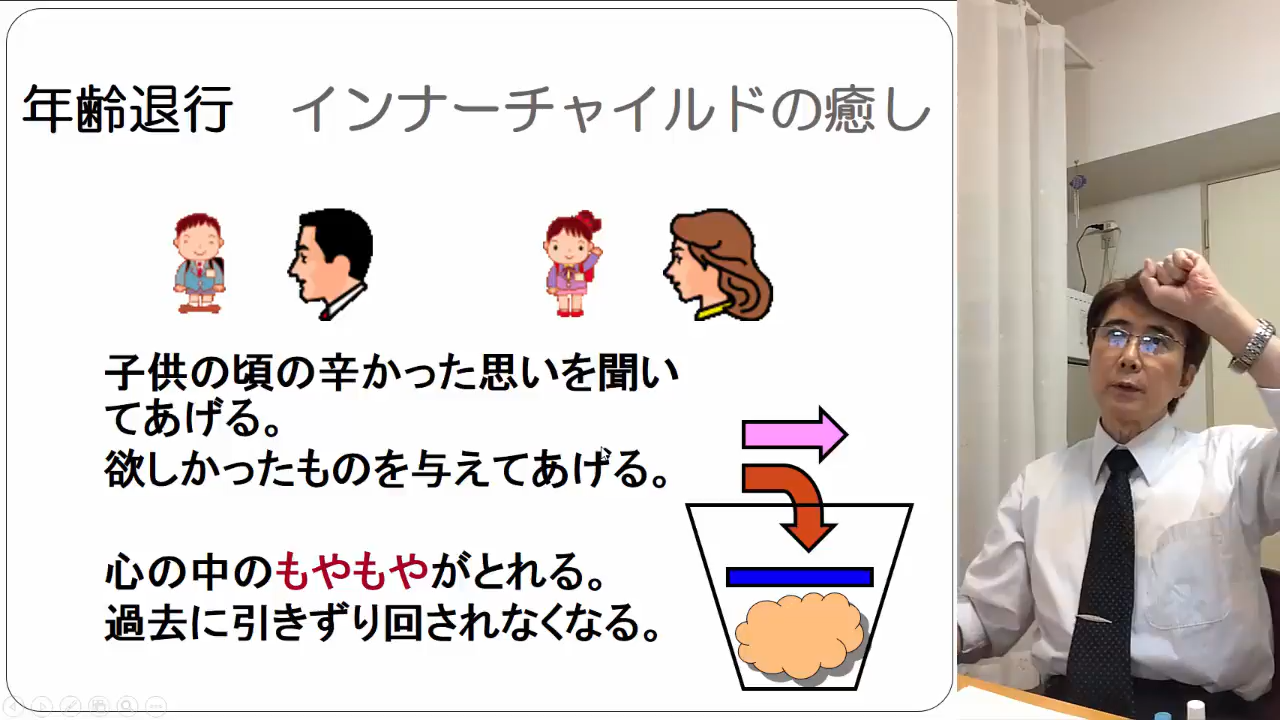 年齢退行　インナーチャイルドの癒し
子供の頃の辛かった思いを聞い
てあげる。
欲しかったものを与えてあげる。
心の中のもやもやがとれる。
過去に引きずり回されなくなる。